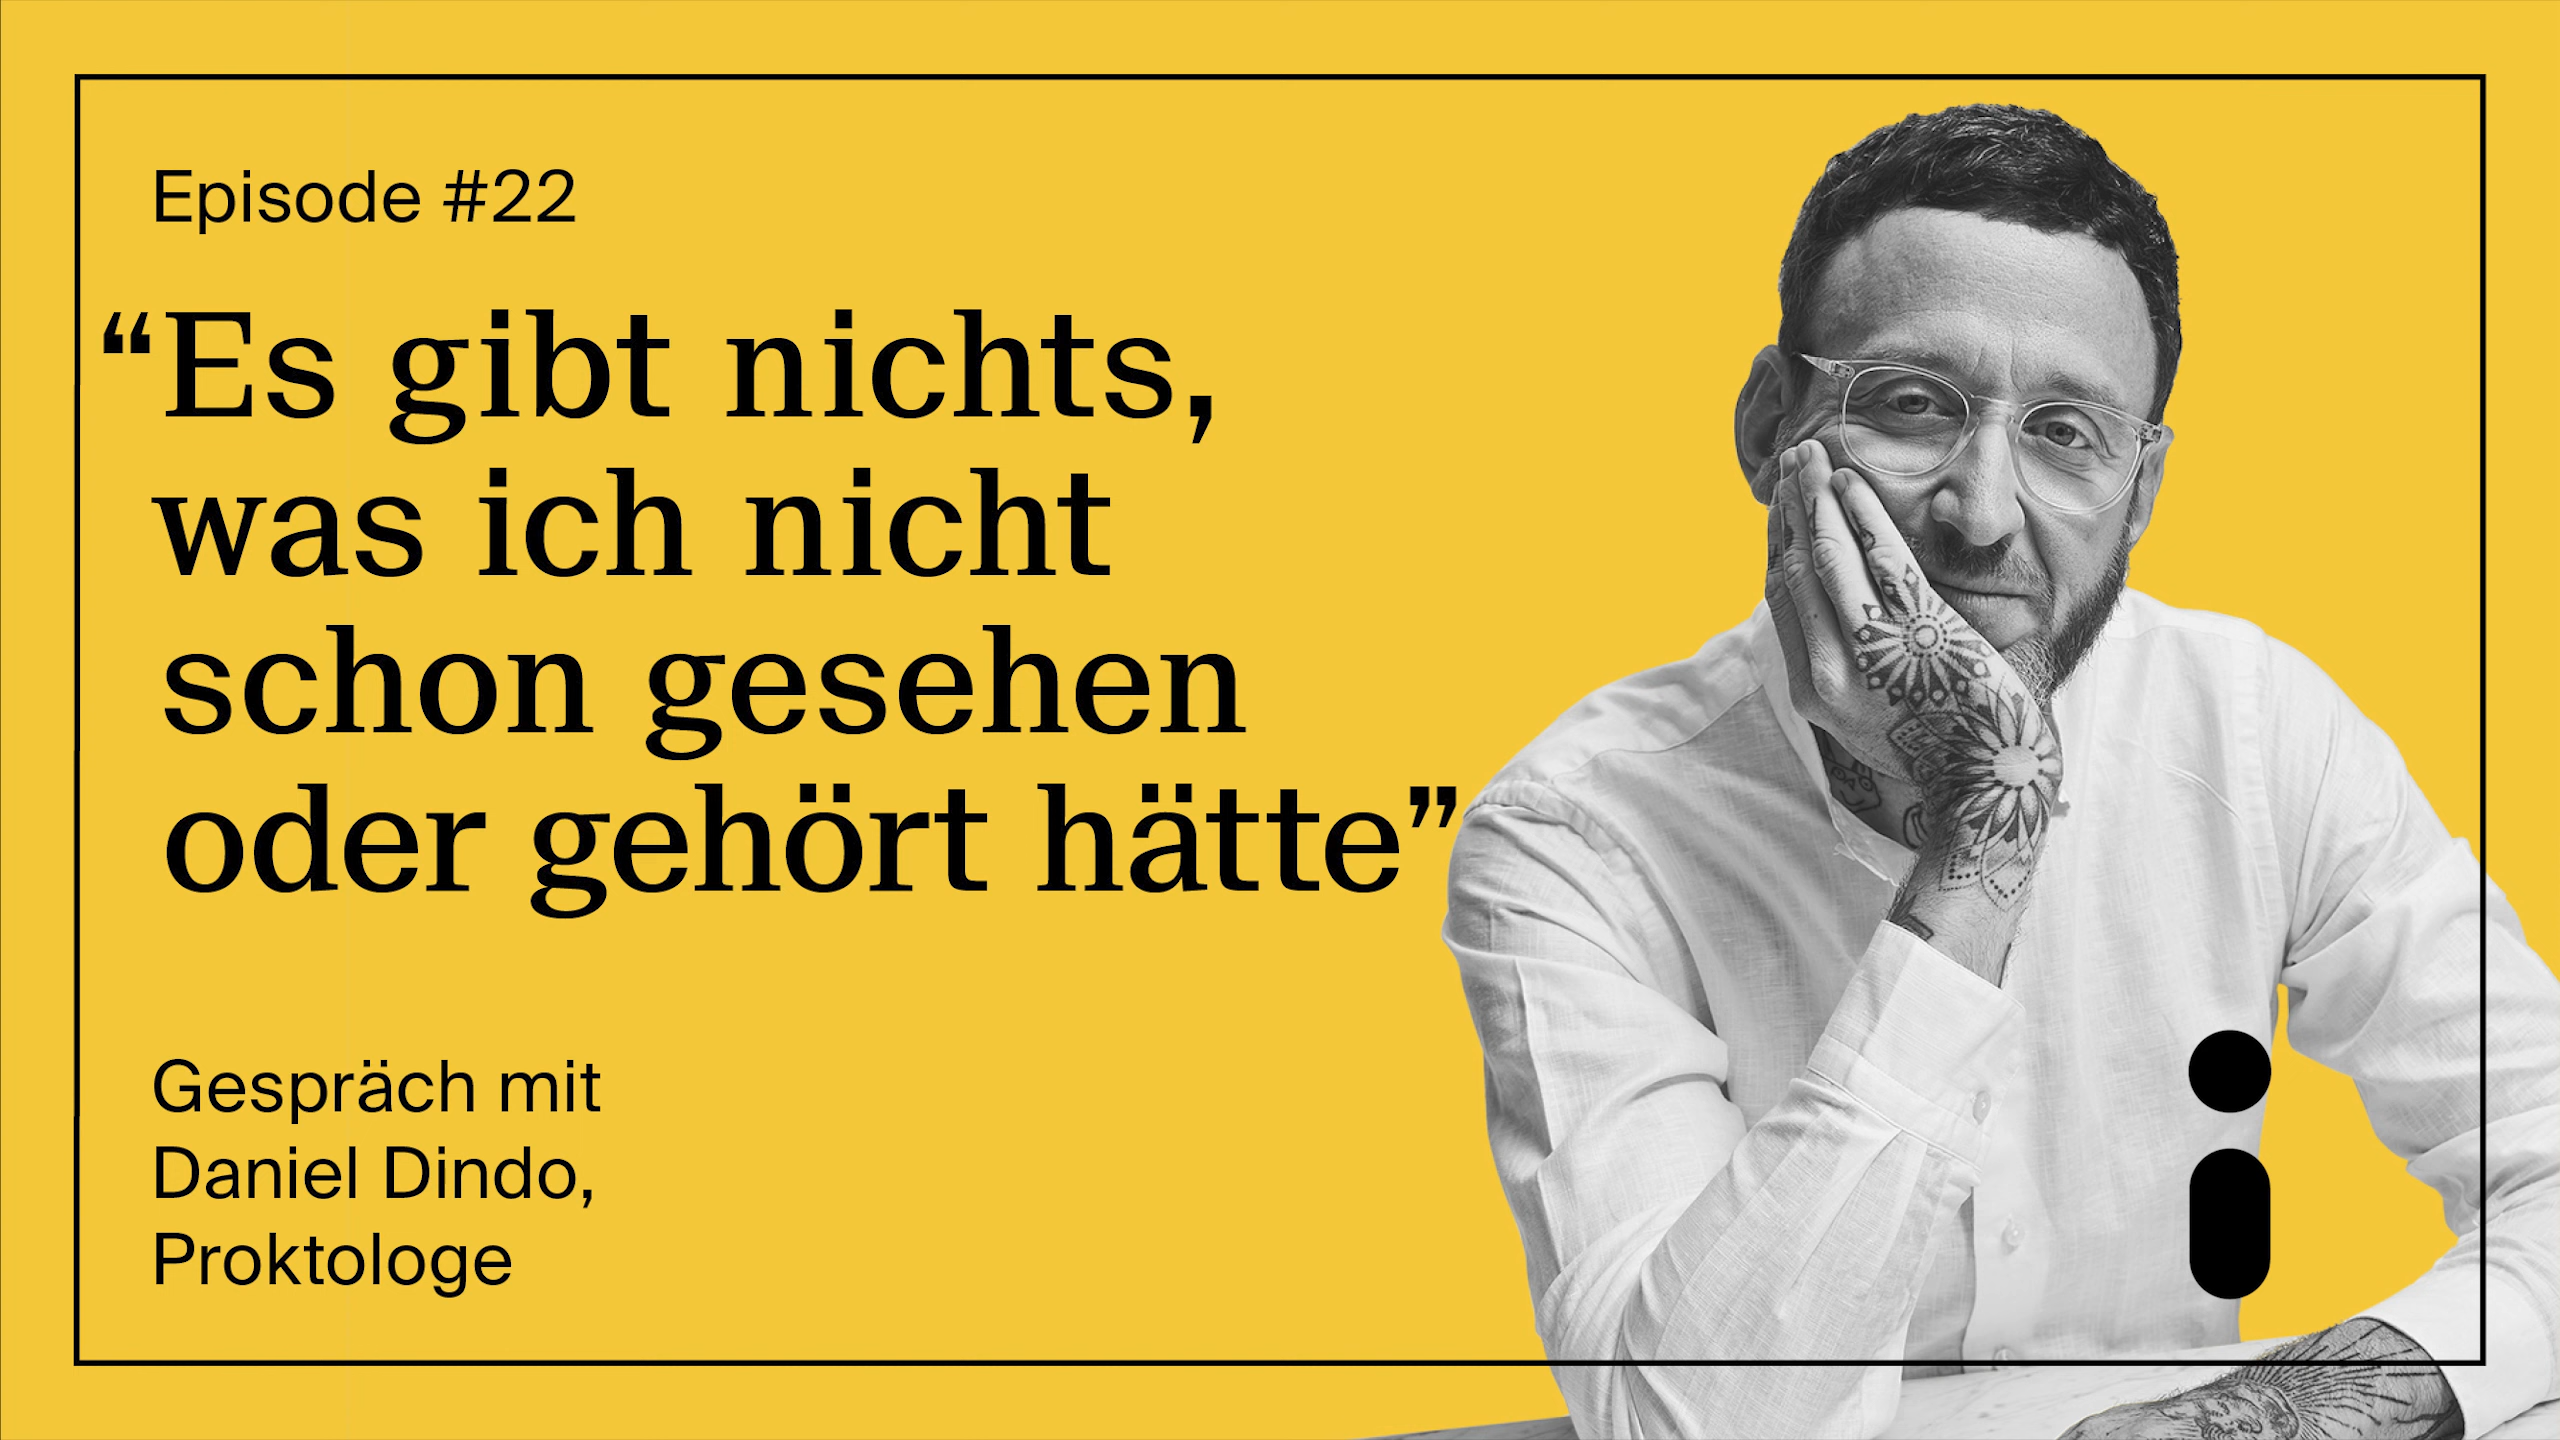 Episode #22
“Es gibt nichts,
was ich nicht
schon gesehen
oder gehört hätte”
Gespräch mit
Daniel Dindo,
Proktologe